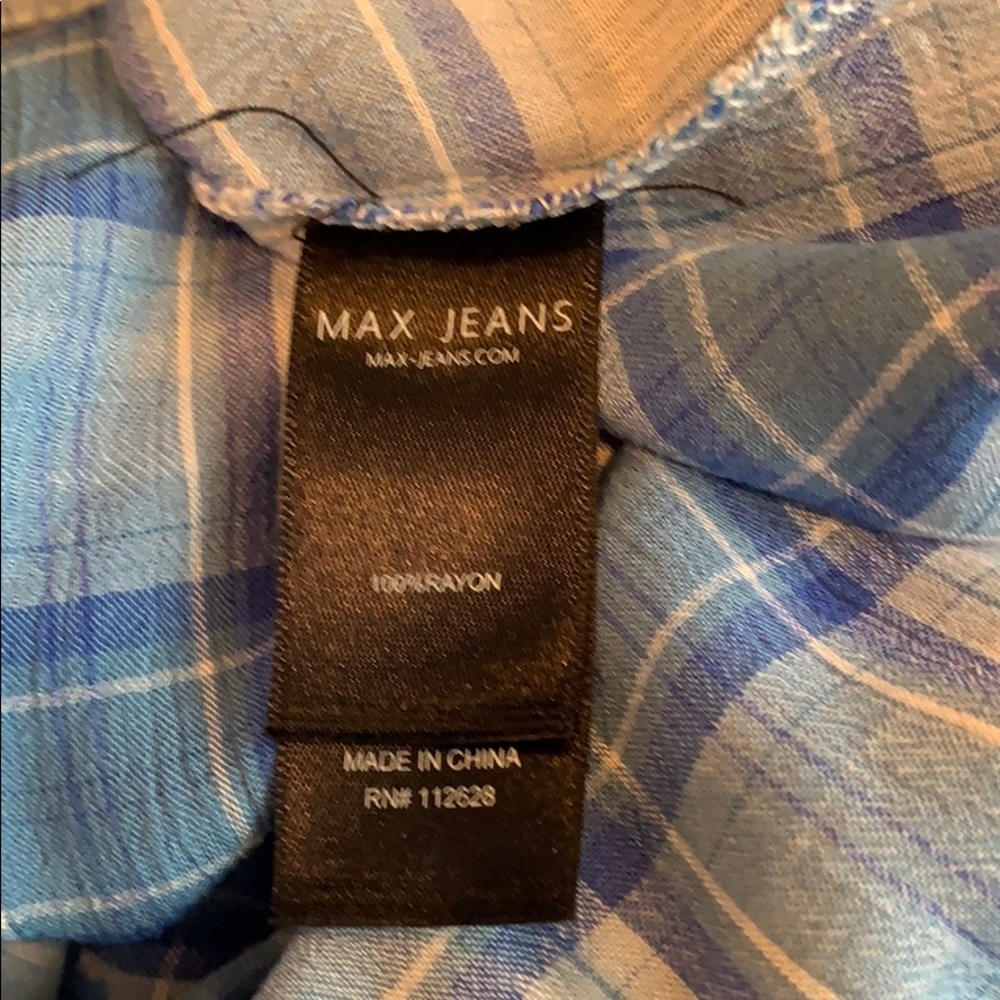 MAX JEANS
MAX-JEANS.COM
100%RAYON
MADE IN CHINA
RN# 112628